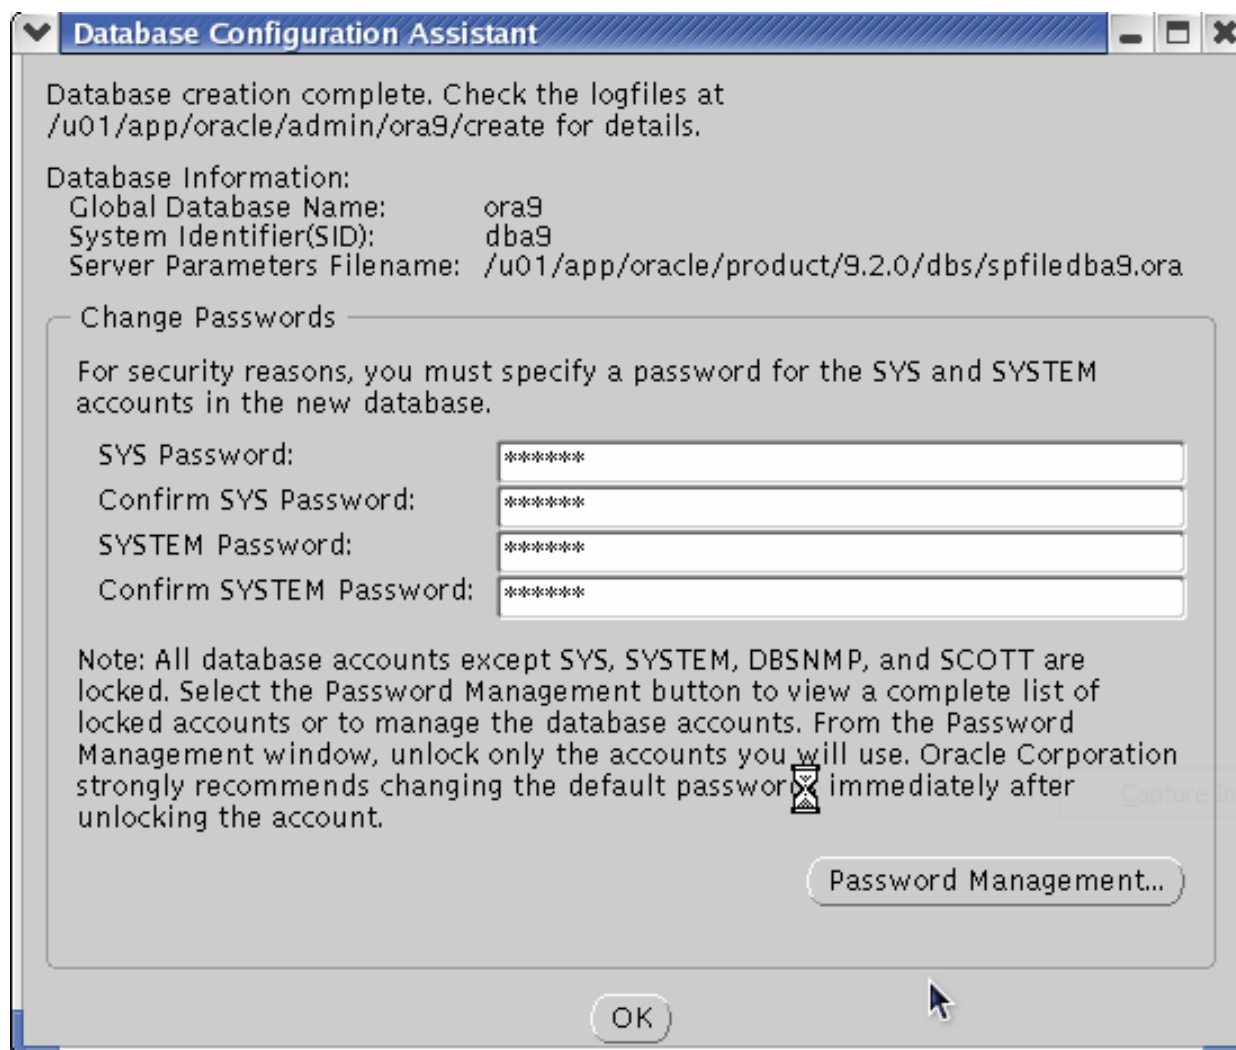 Database Configuration Assistant
Database creation complete. Check the logfiles at
/u01/app/oracle/admin/ora9/create for details.
Database Information:
Global Database Name: ora9
System Identifier(SID): dba9
Server Parameters Filename: /u01/app/oracle/product/9.2.0/dbs/spfiledba9.ora
Change Passwords
For security reasons, you must specify a password for the SYS and SYSTEM
accounts in the new database.
SYS Password: ******
Confirm SYS Password: ******
SYSTEM Password: ******
Confirm SYSTEM Password: ******
Note: All database accounts except SYS, SYSTEM, DBSNMP, and SCOTT are
locked. Select the Password Management button to view a complete list of
locked accounts or to manage the database accounts. From the Password
Management window, unlock only the accounts you will use. Oracle Corporation
strongly recommends changing the default passwords immediately after
unlocking the account.
Capture
Password Management...
OK